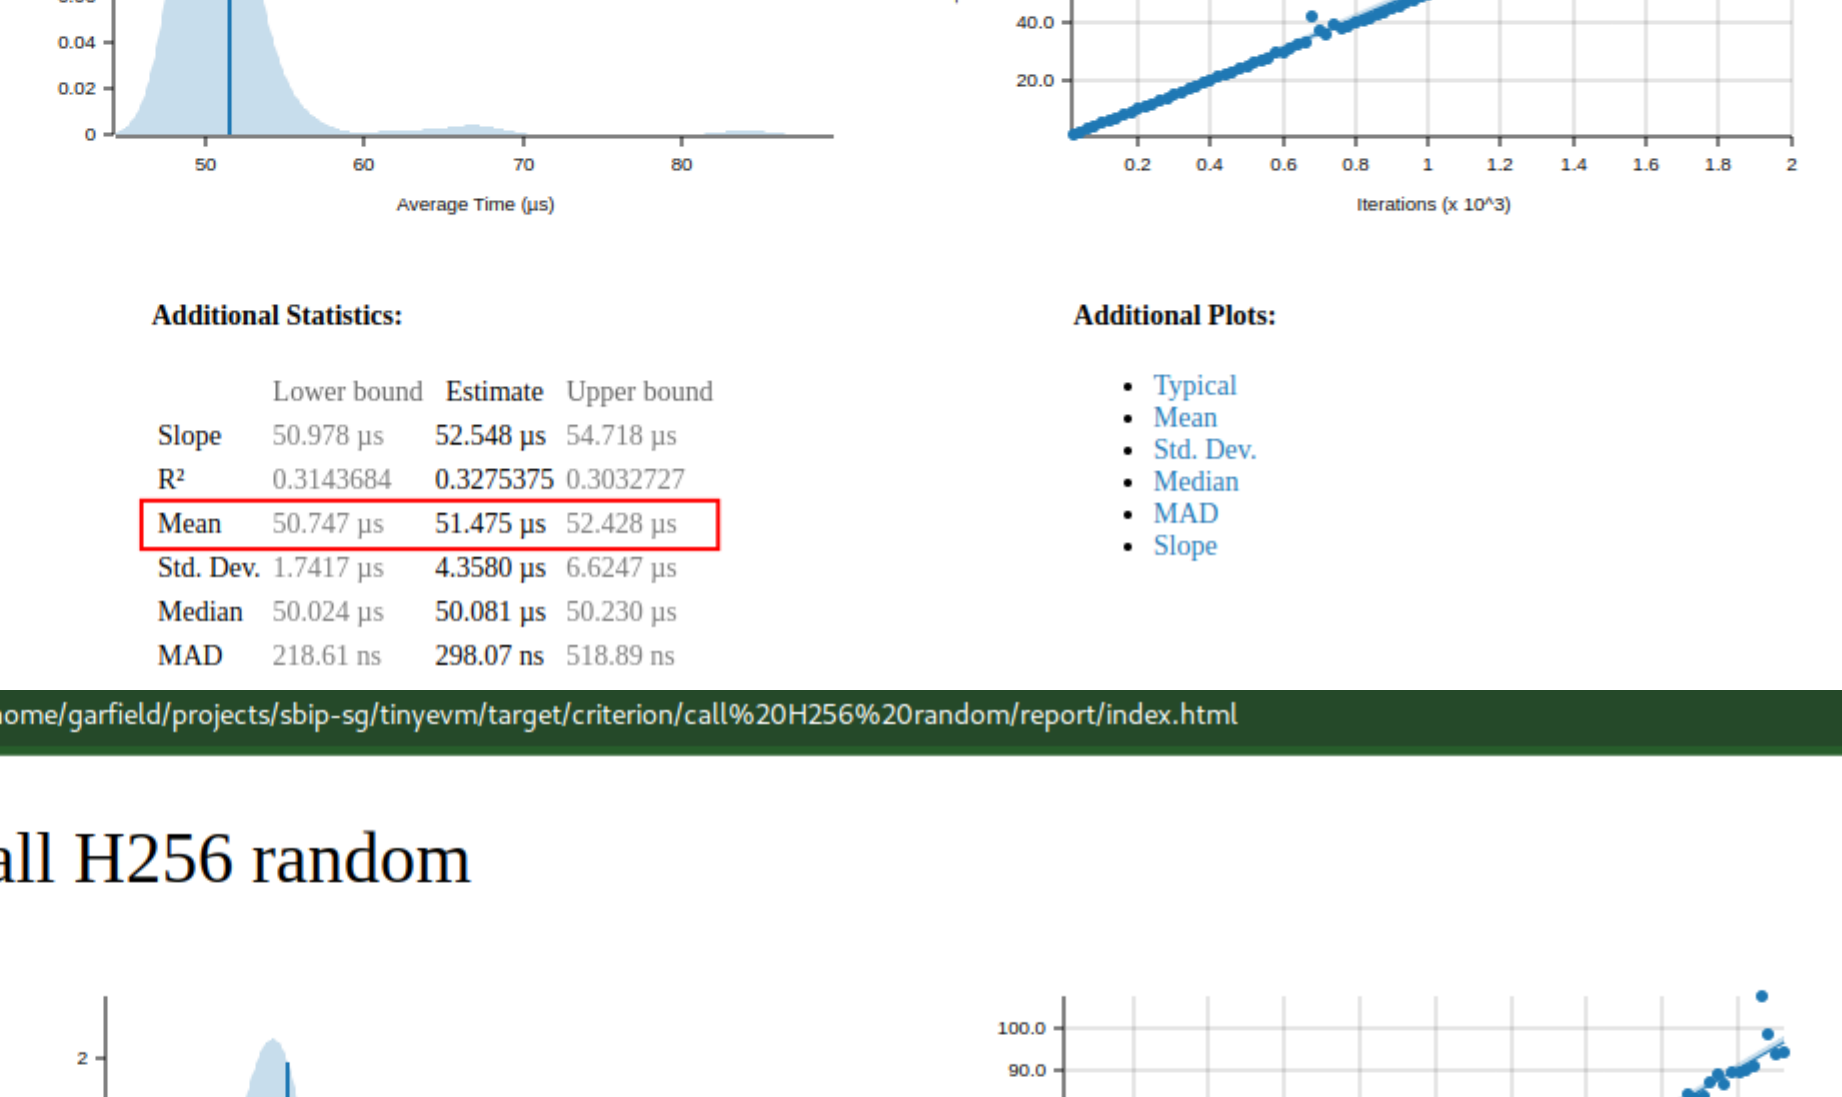 0.04
0.02
0
50 60 70 80
Average Time (µs)
40.0
20.0
0.2 0.4 0.6 0.8 1 1.2 1.4 1.6 1.8 2
Iterations (x 10^3)
Additional Statistics:
Lower bound Estimate Upper bound
Slope 50.978 µs 52.548 µs 54.718 µs
R² 0.3143684 0.3275375 0.3032727
Mean 50.747 µs 51.475 µs 52.428 µs
Std. Dev. 1.7417 µs 4.3580 µs 6.6247 µs
Median 50.024 µs 50.081 µs 50.230 µs
MAD 218.61 ns 298.07 ns 518.89 ns
Additional Plots:
Typical
Mean
Std. Dev.
Median
MAD
Slope
home/garfield/projects/sbip-sg/tinyevm/target/criterion/call%20H256%20random/report/index.html
all H256 random
2
100.0
90.0